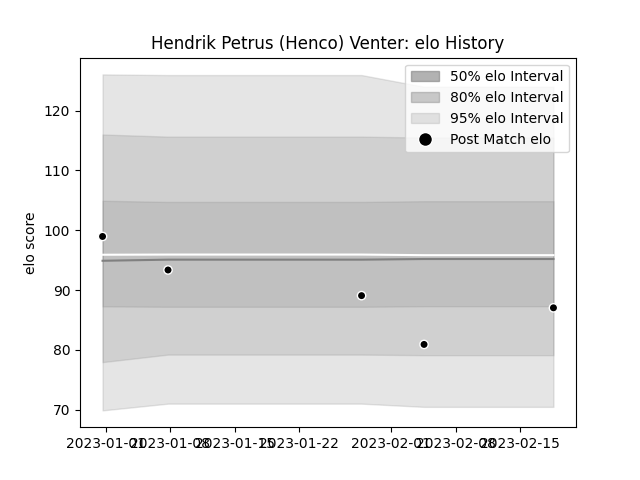 Hendrik Petrus (Henco) Venter: elo History
50% elo Interval
80% elo Interval
95% elo Interval
Post Match elo
elo score
120
110
100
90
80
70
2023-01-01 2023-01-08 2023-01-15 2023-01-22 2023-02-01 2023-02-08 2023-02-15